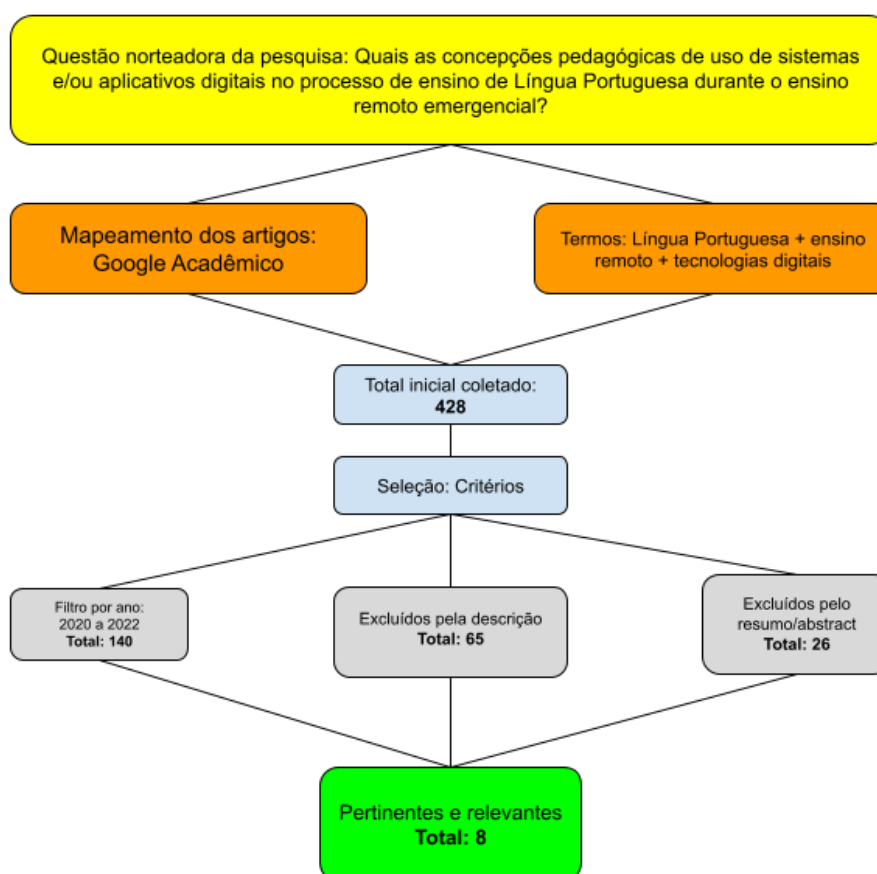 Questão norteadora da pesquisa: Quais as concepções pedagógicas de uso de sistemas
e/ou aplicativos digitais no processo de ensino de Língua Portuguesa durante o ensino
remoto emergencial?
Mapeamento dos artigos:
Google Acadêmico
Termos: Língua Portuguesa + ensino
remoto + tecnologias digitais
Total inicial coletado:
428
Seleção: Critérios
Filtro por ano:
2020 a 2022
Total: 140
Excluídos pela descrição
Total: 65
Excluídos pelo
resumo/abstract
Total: 26
Pertinentes e relevantes
Total: 8